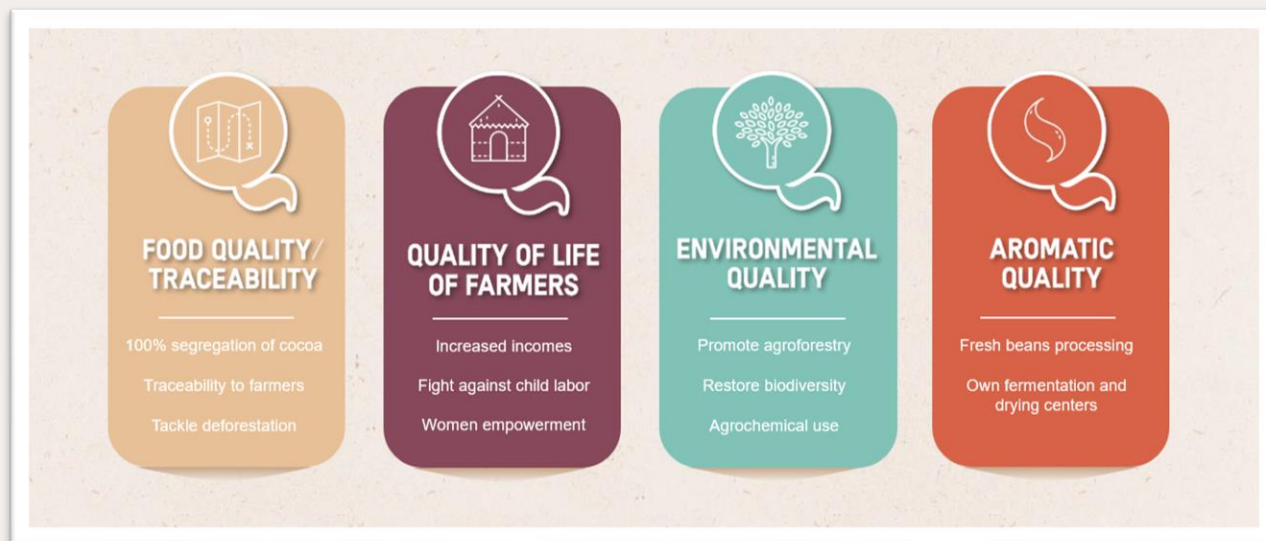 FOOD QUALITY/
TRACEABILITY
100% segregation of cocoa
Traceability to farmers
Tackle deforestation
QUALITY OF LIFE
OF FARMERS
Increased incomes
Fight against child labor
Women empowerment
ENVIRONMENTAL
QUALITY
Promote agroforestry
Restore biodiversity
Agrochemical use
AROMATIC
QUALITY
Fresh beans processing
Own fermentation and
drying centers